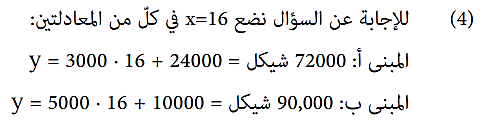 (4) للإجابة عن السؤال نضع x=16 في كلّ من المعادلتين:
المبنى أ: 72000 شيكل = 24000 + 16 · 3000 = y
المبنى ب: 90,000 شيكل = 10000 + 16 · 5000 = y